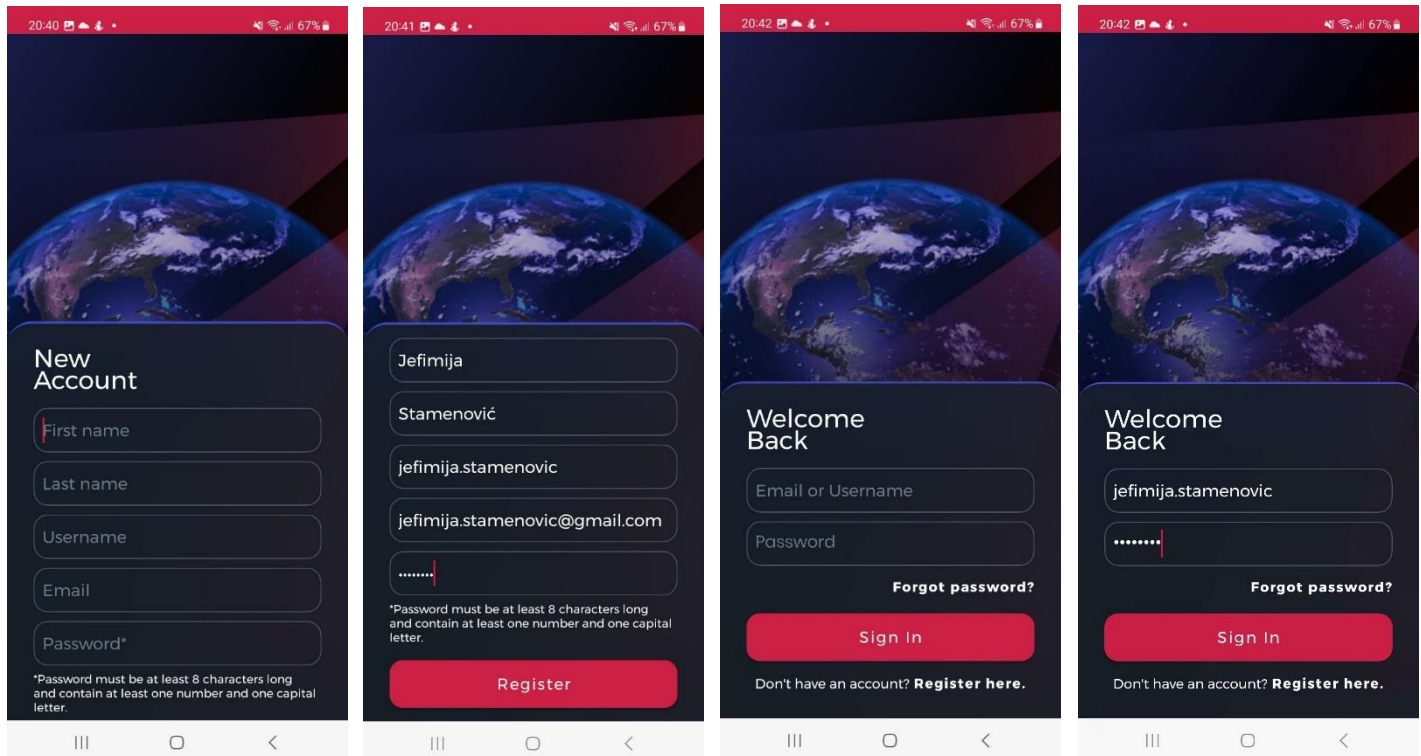 20:40
67%
New
Account
First name
Last name
Username
Email
Password*
*Password must be at least 8 characters long
and contain at least one number and one capital
letter.
20:41
67%
Jefimija
Stamenović
jefimija.stamenovic
jefimija.stamenovic@gmail.com
••••••••
*Password must be at least 8 characters long
and contain at least one number and one capital
letter.
Register
20:42
67%
Welcome
Back
Email or Username
Password
Forgot password?
Sign In
Don't have an account? Register here.
20:42
67%
Welcome
Back
jefimija.stamenovic
••••••••
Forgot password?
Sign In
Don't have an account? Register here.